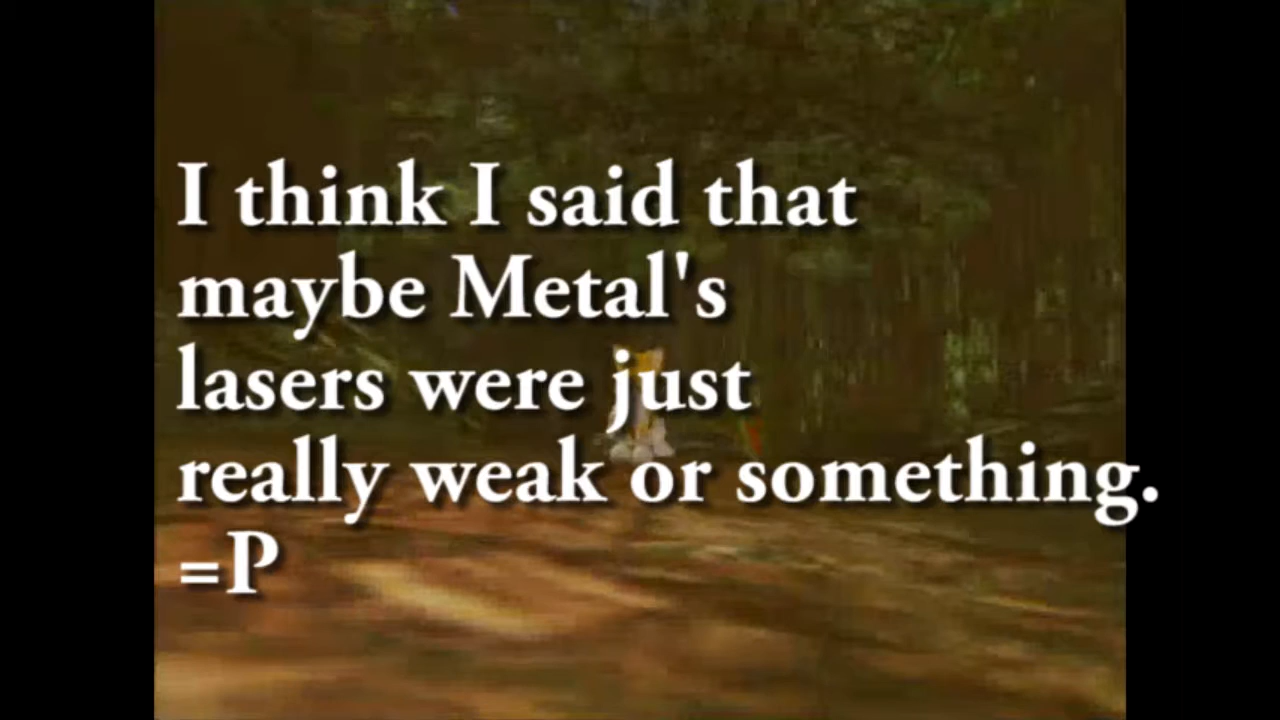 I think I said that
maybe Metal's
lasers were just
really weak or something.
=P